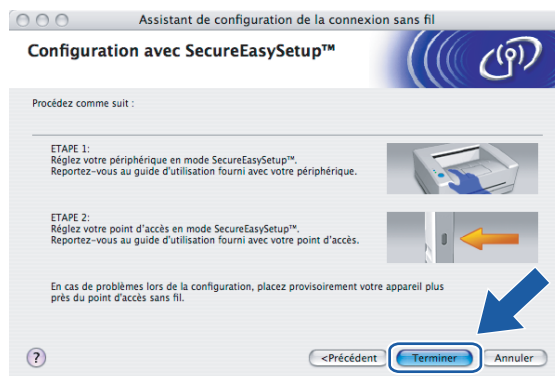 Assistant de configuration de la connexion sans fil
Configuration avec SecureEasySetup™
Procédez comme suit :
ETAPE 1:
Réglez votre périphérique en mode SecureEasySetup™.
Reportez-vous au guide d'utilisation fourni avec votre périphérique.
ETAPE 2:
Réglez votre point d'accès en mode SecureEasySetup™.
Reportez-vous au guide d'utilisation fourni avec votre point d'accès.
En cas de problèmes lors de la configuration, placez provisoirement votre appareil plus
près du point d'accès sans fil.
? <Précédent Terminer Annuler